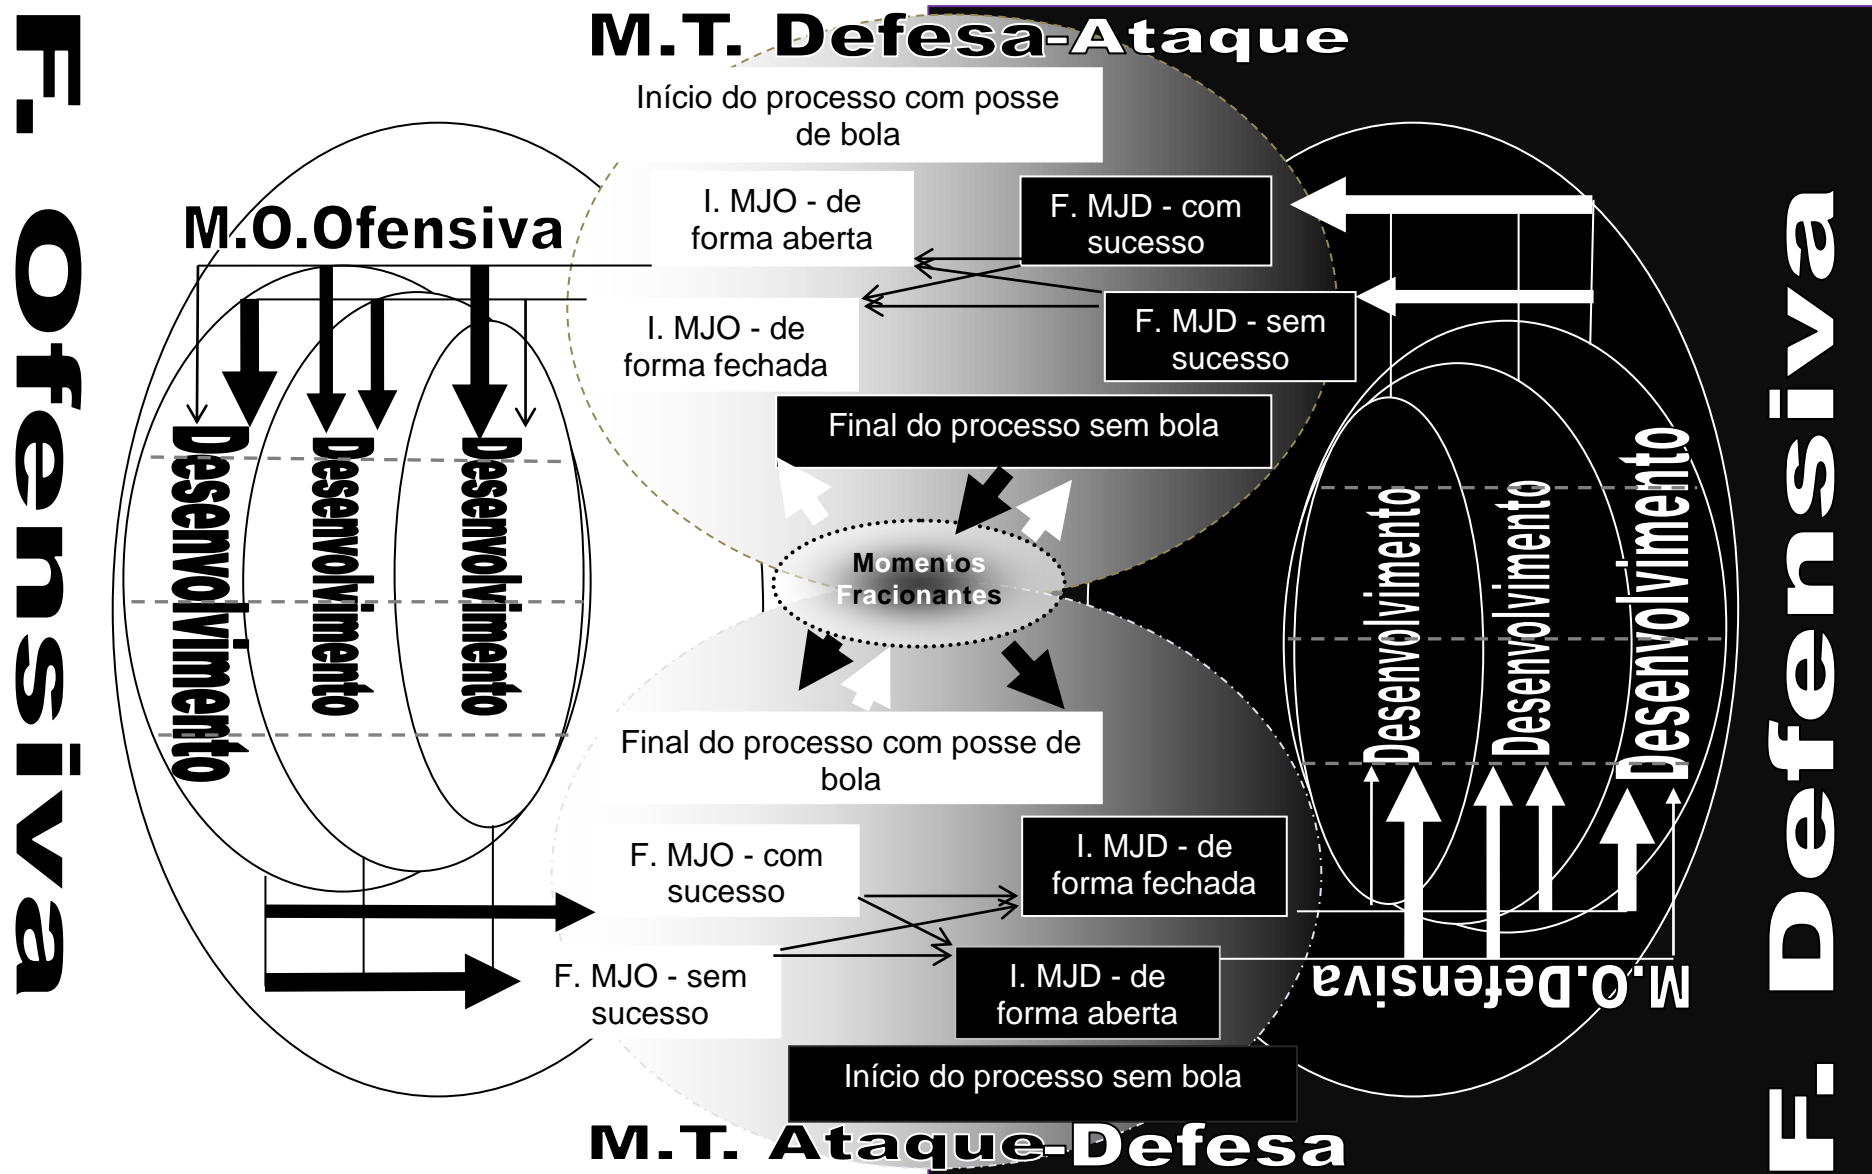 M.T. Defesa-Ataque
F. Ofensiva
Início do processo com posse
de bola
I. MJO - de
forma aberta
F. MJD - com
sucesso
M.O.Ofensiva
I. MJO - de
forma fechada
F. MJD - sem
sucesso
Final do processo sem bola
Desenvolvimento
Desenvolvimento
Desenvolvimento
Momentos
Fracionantes
Desenvolvimento
Desenvolvimento
Desenvolvimento
Final do processo com posse de
bola
F. MJO - com
sucesso
I. MJD - de
forma fechada
F. MJO - sem
sucesso
I. MJD - de
forma aberta
M.O.Defensiva
Início do processo sem bola
M.T. Ataque-Defesa
F. Defensiva